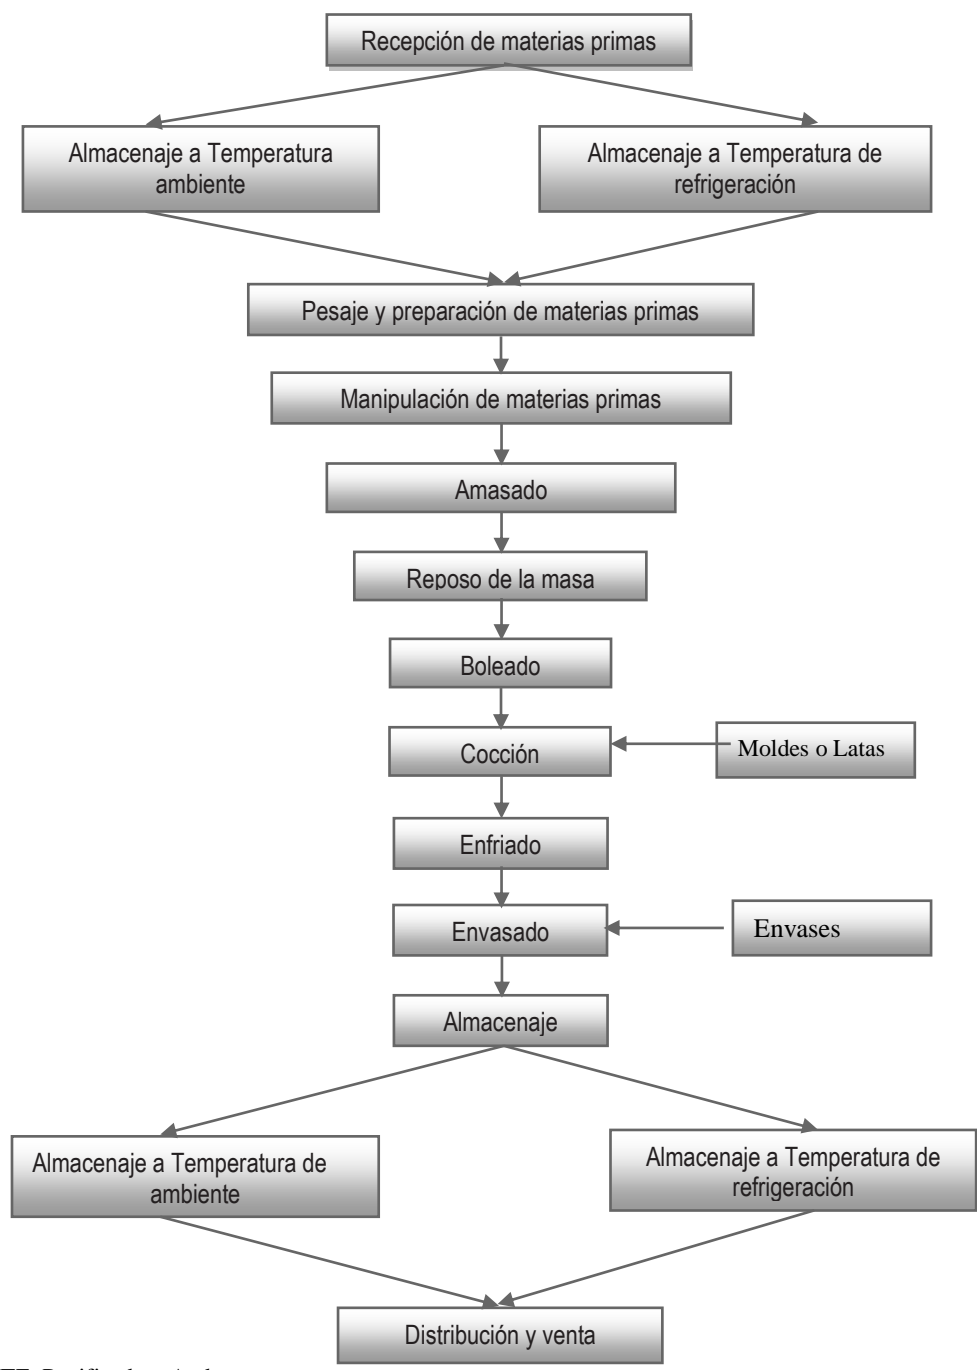 Recepción de materias primas
Almacenaje a Temperatura
ambiente
Almacenaje a Temperatura de
refrigeración
Pesaje y preparación de materias primas
Manipulación de materias primas
Amasado
Reposo de la masa
Boleado
Cocción
Moldes o Latas
Enfriado
Envasado
Envases
Almacenaje
Almacenaje a Temperatura de
ambiente
Almacenaje a Temperatura de
refrigeración
Distribución y venta